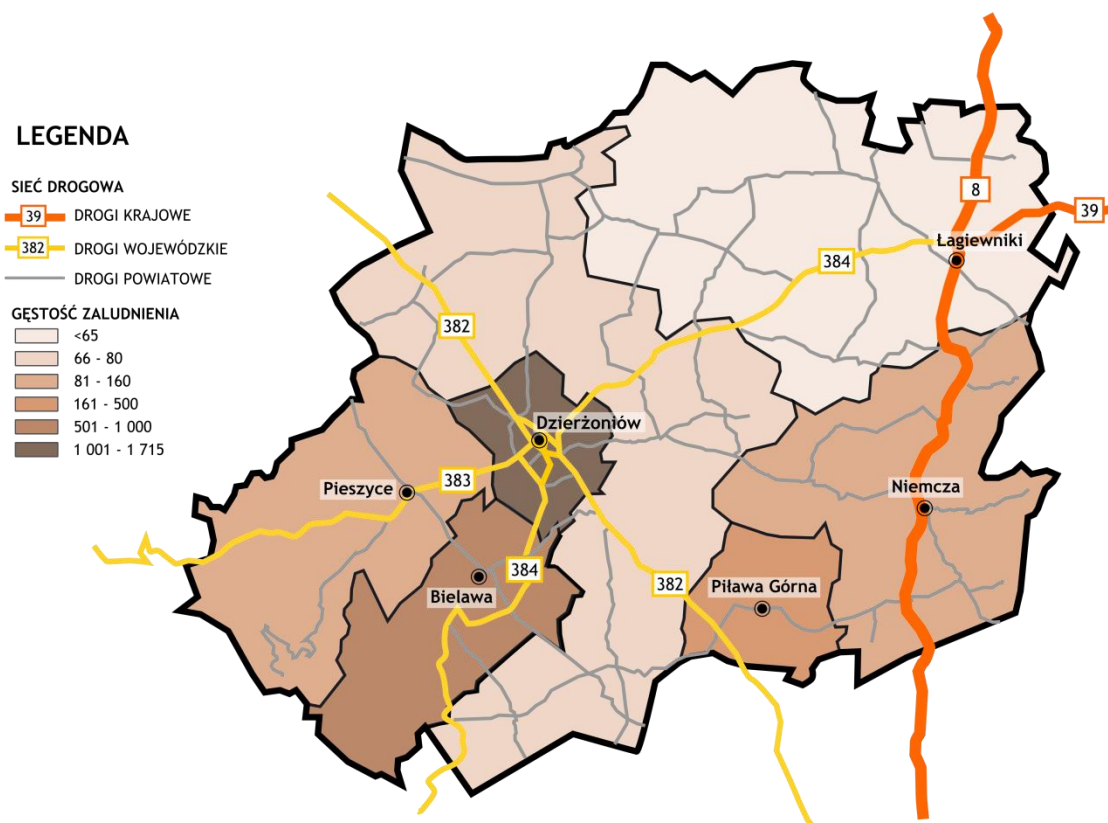 LEGENDA
SIEĆ DROGOWA
39 DROGI KRAJOWE
382 DROGI WOJEWÓDZKIE
DROGI POWIATOWE
GĘSTOŚĆ ZALUDNIENIA
<65
66 - 80
81 - 160
161 - 500
501 - 1 000
1 001 - 1 715
8
39
Łagiewniki
384
382
Dzierżoniów
383
Pieszyce
Niemcza
384
382
Bielawa
Piława Górna